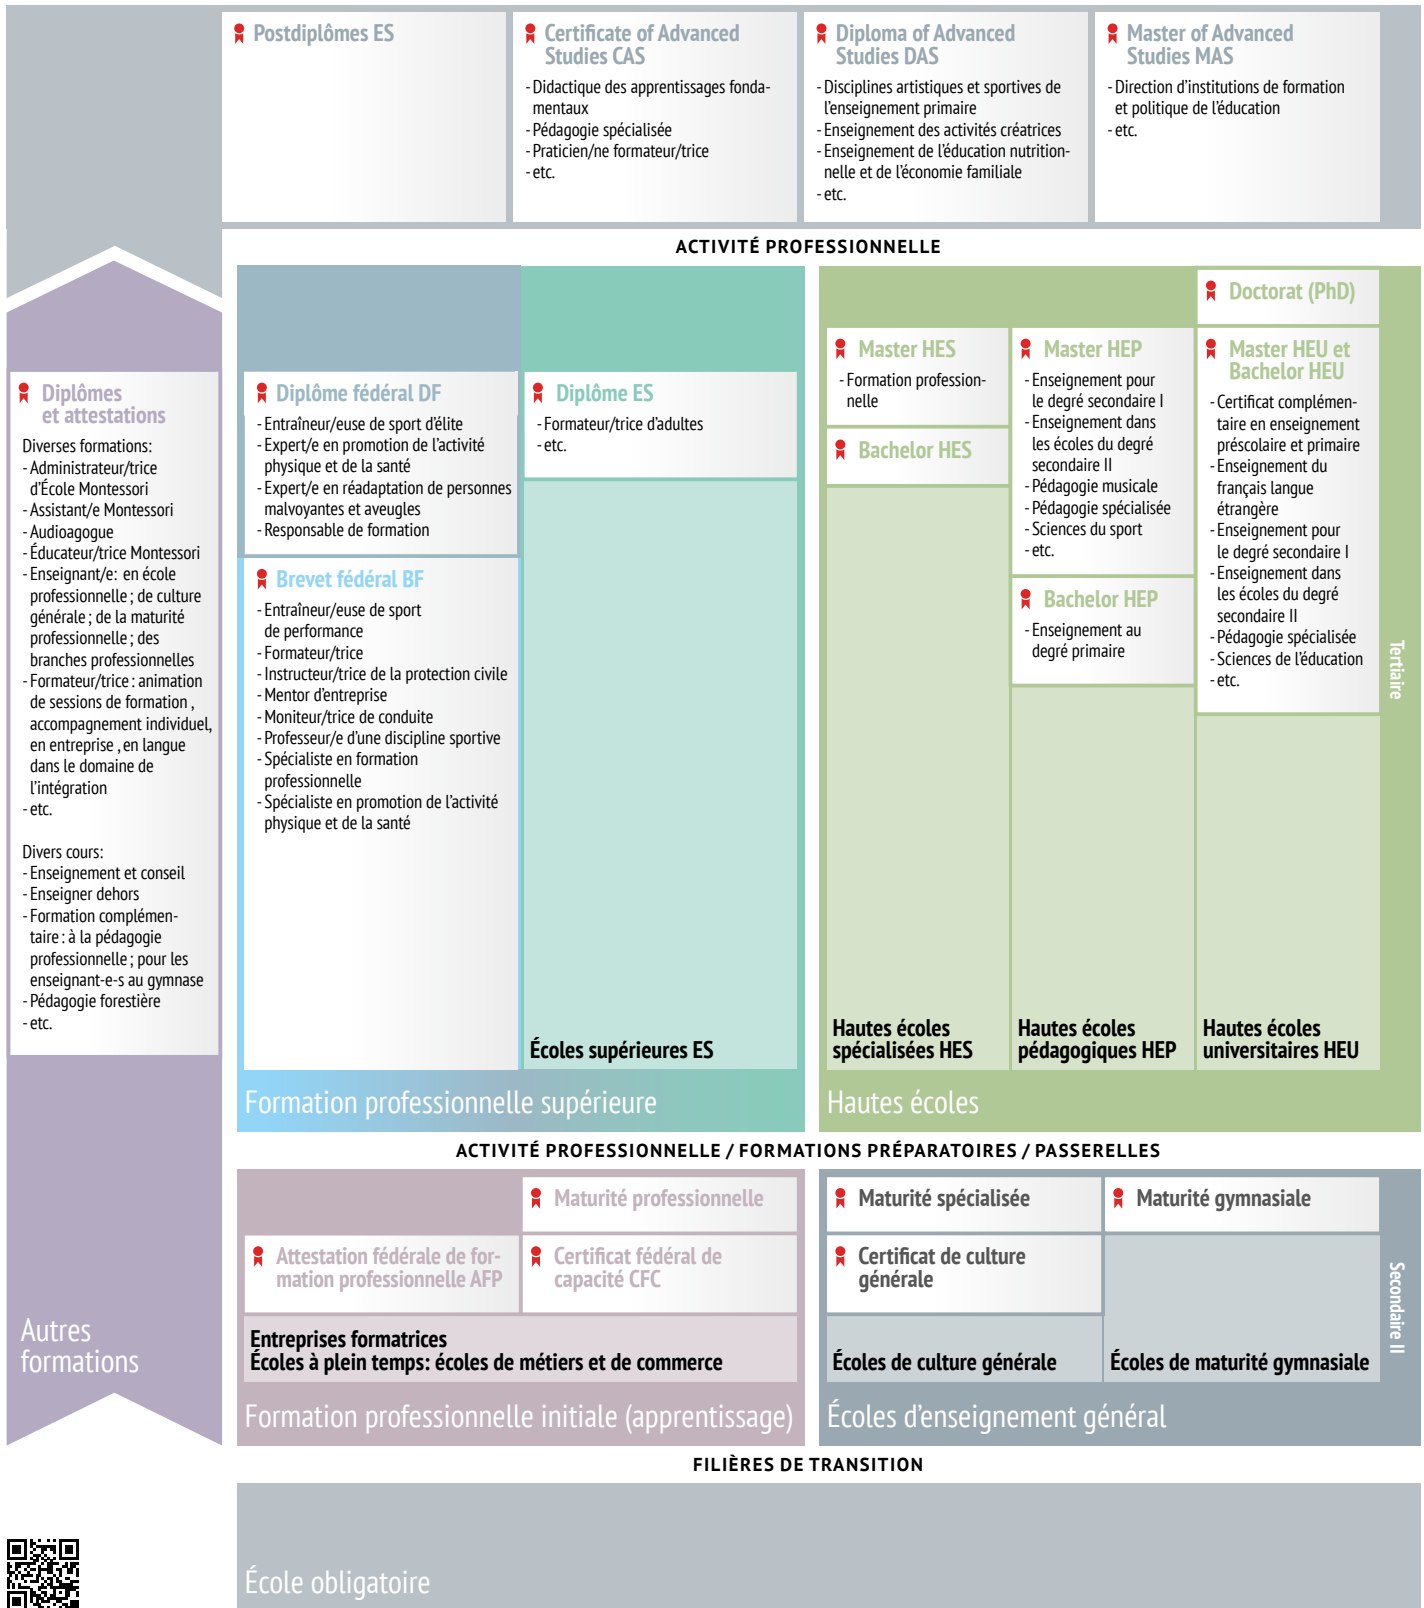 Postdiplômes ES
Certificate of Advanced
Studies CAS
- Didactique des apprentissages fonda-
mentaux
- Pédagogie spécialisée
- Praticien/ne formateur/trice
- etc.
Diploma of Advanced
Studies DAS
- Disciplines artistiques et sportives de
l'enseignement primaire
- Enseignement des activités créatrices
- Enseignement de l'éducation nutrition-
nelle et de l'économie familiale
- etc.
Master of Advanced
Studies MAS
- Direction d'institutions de formation
et politique de l'éducation
- etc.
ACTIVITÉ PROFESSIONNELLE
Diplômes
et attestations
Diverses formations:
- Administrateur/trice
d'École Montessori
- Assistant/e Montessori
- Audioagogue
- Éducateur/trice Montessori
- Enseignant/e: en école
professionnelle ; de culture
générale ; de la maturité
professionnelle ; des
branches professionnelles
- Formateur/trice : animation
de sessions de formation ,
accompagnement individuel,
en entreprise , en langue
dans le domaine de
l'intégration
- etc.
Divers cours:
- Enseignement et conseil
- Enseigner dehors
- Formation complémen-
taire : à la pédagogie
professionnelle ; pour les
enseignant-e-s au gymnase
- Pédagogie forestière
- etc.
Autres
formations
Diplôme fédéral DF
- Entraîneur/euse de sport d'élite
- Expert/e en promotion de l'activité
physique et de la santé
- Expert/e en réadaptation de personnes
malvoyantes et aveugles
- Responsable de formation
Brevet fédéral BF
- Entraîneur/euse de sport
de performance
- Formateur/trice
- Instructeur/trice de la protection civile
- Mentor d'entreprise
- Moniteur/trice de conduite
- Professeur/e d'une discipline sportive
- Spécialiste en formation
professionnelle
- Spécialiste en promotion de l'activité
physique et de la santé
Diplôme ES
- Formateur/trice d'adultes
- etc.
Écoles supérieures ES
Formation professionnelle supérieure
Master HES
- Formation profession-
nelle
Bachelor HES
Hautes écoles
spécialisées HES
Master HEP
- Enseignement pour
le degré secondaire I
- Enseignement dans
les écoles du degré
secondaire II
- Pédagogie musicale
- Pédagogie spécialisée
- Sciences du sport
- etc.
Bachelor HEP
- Enseignement au
degré primaire
Hautes écoles
pédagogiques HEP
Doctorat (PhD)
Master HEU et
Bachelor HEU
- Certificat complémen-
taire en enseignement
préscolaire et primaire
- Enseignement du
français langue
étrangère
- Enseignement pour
le degré secondaire I
- Enseignement dans
les écoles du degré
secondaire II
- Pédagogie spécialisée
- Sciences de l'éducation
- etc.
Hautes écoles
universitaires HEU
Hautes écoles
Tertiaire
ACTIVITÉ PROFESSIONNELLE / FORMATIONS PRÉPARATOIRES / PASSERELLES
Maturité professionnelle
Attestation fédérale de for-
mation professionnelle AFP
Certificat fédéral de
capacité CFC
Entreprises formatrices
Écoles à plein temps: écoles de métiers et de commerce
Formation professionnelle initiale (apprentissage)
Maturité spécialisée
Certificat de culture
générale
Écoles de culture générale
Maturité gymnasiale
Écoles de maturité gymnasiale
Écoles d'enseignement général
Secondaire II
FILIÈRES DE TRANSITION
École obligatoire